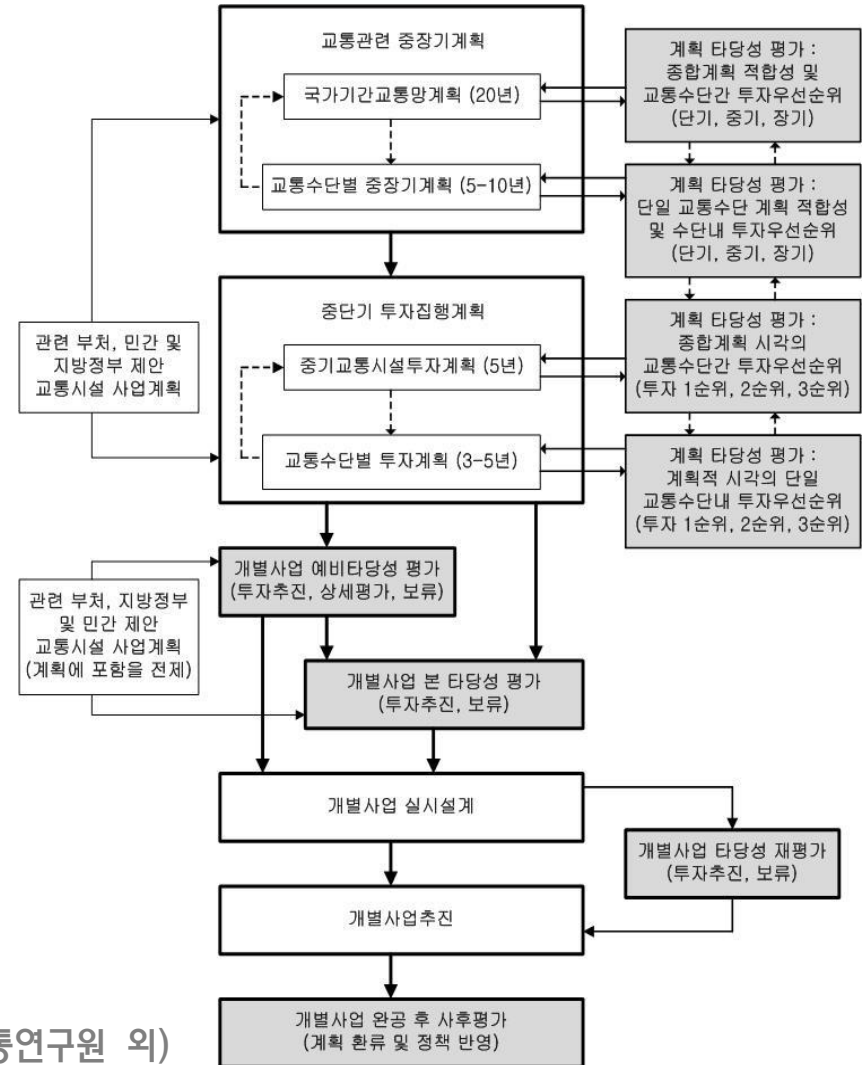 교통관련 중장기계획
국가기간교통망계획 (20년)
교통수단별 중장기계획 (5-10년)
계획 타당성 평가 :
종합계획 적합성 및
교통수단간 투자우선순위
(단기, 중기, 장기)
계획 타당성 평가 :
단일 교통수단 계획 적합성
및 수단내 투자우선순위
(단기, 중기, 장기)
관련 부처, 민간 및
지방정부 제안
교통시설 사업계획
중단기 투자집행계획
중기교통시설투자계획 (5년)
교통수단별 투자계획 (3-5년)
계획 타당성 평가 :
종합계획 시각의
교통수단간 투자우선순위
(투자 1순위, 2순위, 3순위)
계획 타당성 평가 :
계획적 시각의 단일
교통수단내 투자우선순위
(투자 1순위, 2순위, 3순위)
개별사업 예비타당성 평가
(투자추진, 상세평가, 보류)
관련 부처, 지방정부
및 민간 제안
교통시설 사업계획
(계획에 포함을 전제)
개별사업 본 타당성 평가
(투자추진, 보류)
개별사업 실시설계
개별사업 타당성 재평가
(투자추진, 보류)
개별사업추진
개별사업 완공 후 사후평가
(계획 환류 및 정책 반영)
통연구원 외)